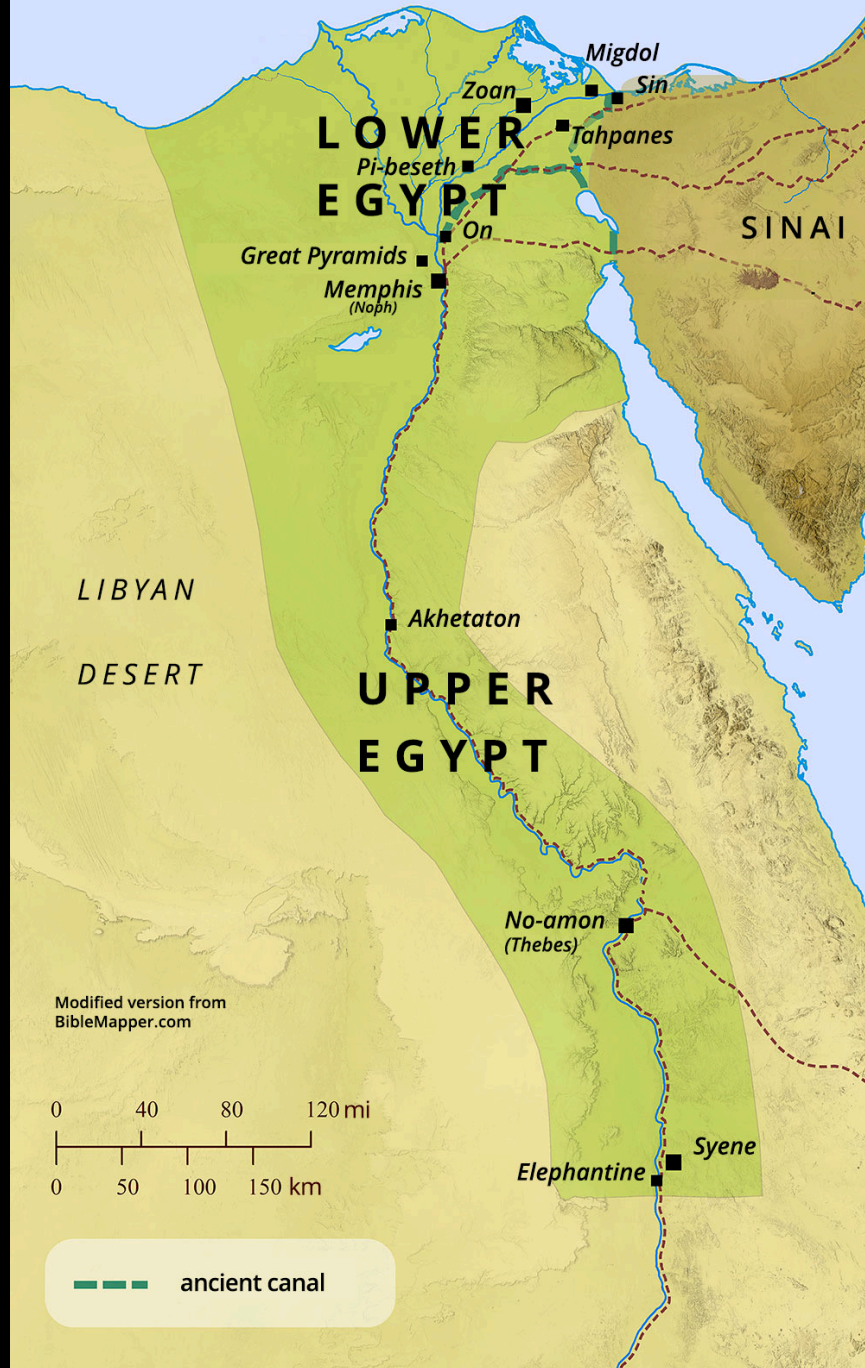 Migdol
Sin
Zoan
LOWER
Tahpanes
Pi-beseth
EGYPT
On
SINAI
Great Pyramids
Memphis
(Noph)
LIBYAN
DESERT
Akhetaton
UPPER
EGYPT
No-amon
(Thebes)
Modified version from
BibleMapper.com
0 40 80 120 mi
0 50 100 150 km
Syene
Elephantine
ancient canal